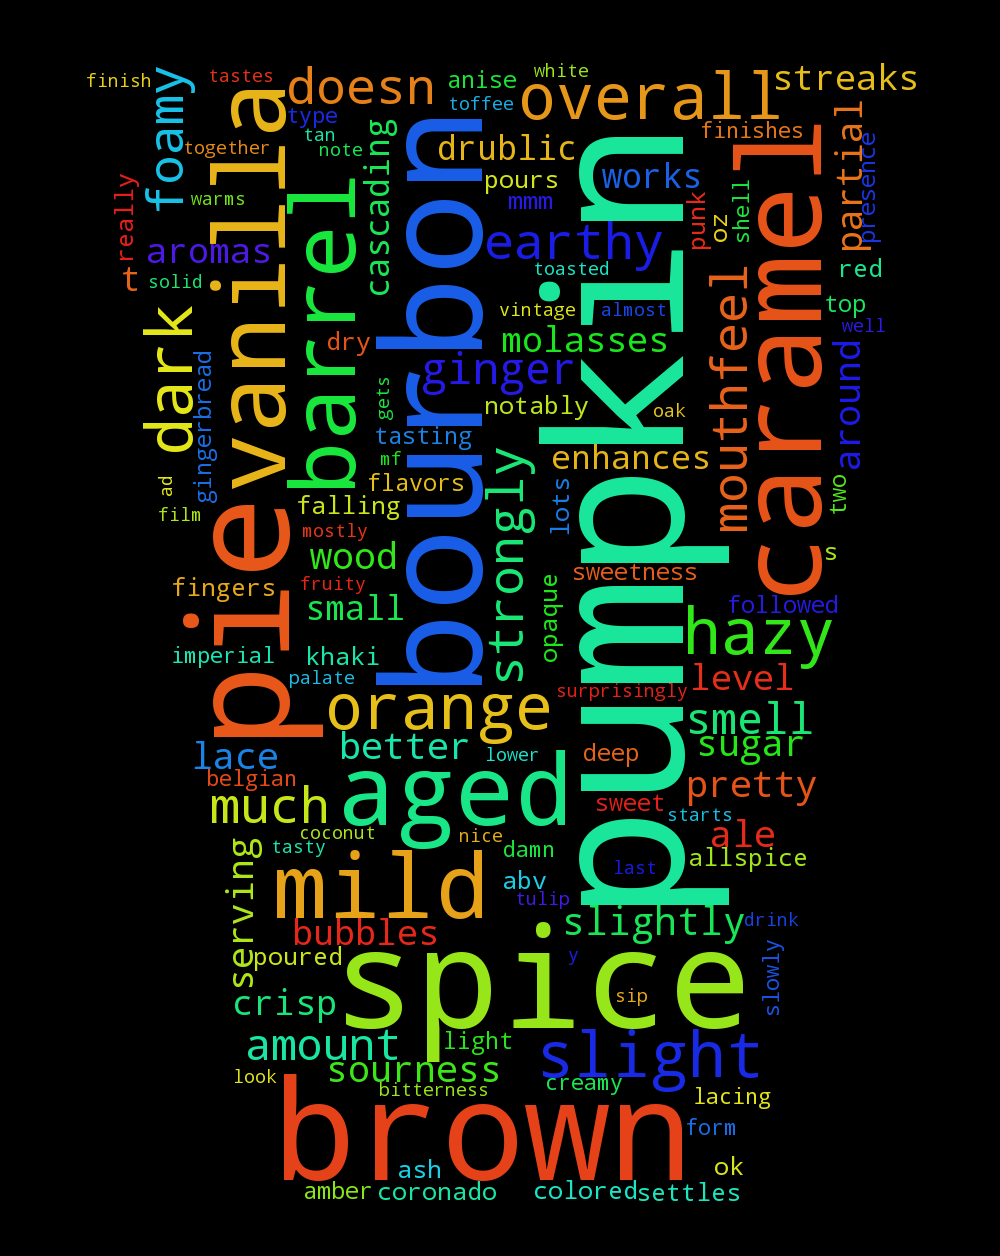 finish
tastes
foamy
vanilla
doesn
anise
toffee
white
overall
streaks
type
tan
note
together
cascading
drublic
finishes
partial
presence
really
warms
barrel
bourbon
pours
mmm
works
punk
oz
shell
caramel
aromas
t
solid
earthy
toasted
pumpkin
mouthfeel
red
top
well
dark
dry
vintage
almost
molasses
ginger
around
gingerbread
gets
notably
oak
tasting
mf
flavors
strongly
enhances
lots
two
ad
film
falling
mostly
wood
s
pie
fingers
fruity
small
opaque
sweetness
followed
hazy
imperial
khaki
palate
surprisingly
level
orange
smell
sugar
lace
better
lower
deep
belgian
aged
pretty
much
sweet
starts
coconut
nice
ale
tasty
damn
allspice
serving
mild
abv
last
tulip
slightly
drink
bubbles
poured
spice
y
slowly
crisp
sip
amount
light
slight
sourness
look
bitterness
creamy
lacing
brown
form
ash
ok
amber
coronado
colored
settles